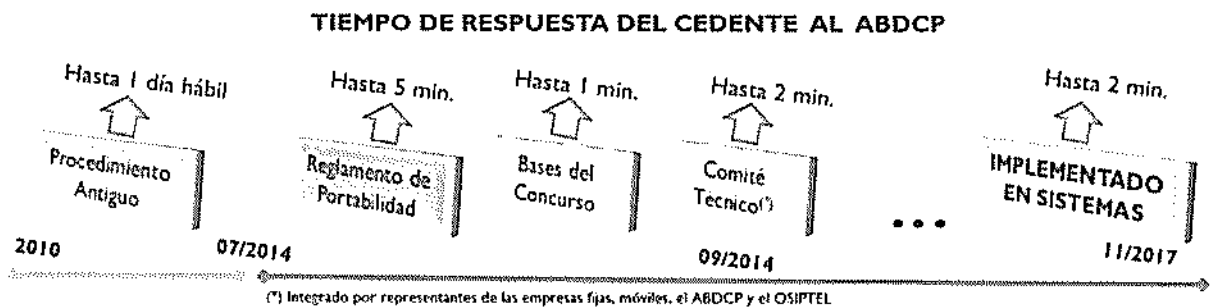 TIEMPO DE RESPUESTA DEL CEDENTE AL ABDCP
Hasta 1 día hábil
Hasta 5 min.
Hasta 1 min.
Hasta 2 min.
Hasta 2 min.
Procedimiento
Antiguo
Reglamento de
Portabilidad
Bases del
Concurso
Comité
Tecnico(*)
...
IMPLEMENTADO
EN SISTEMAS
2010
07/2014
09/2014
11/2017
(*) Integrado por representantes de las empresas fijas, móviles, el ABDCP y el OSIPTEL